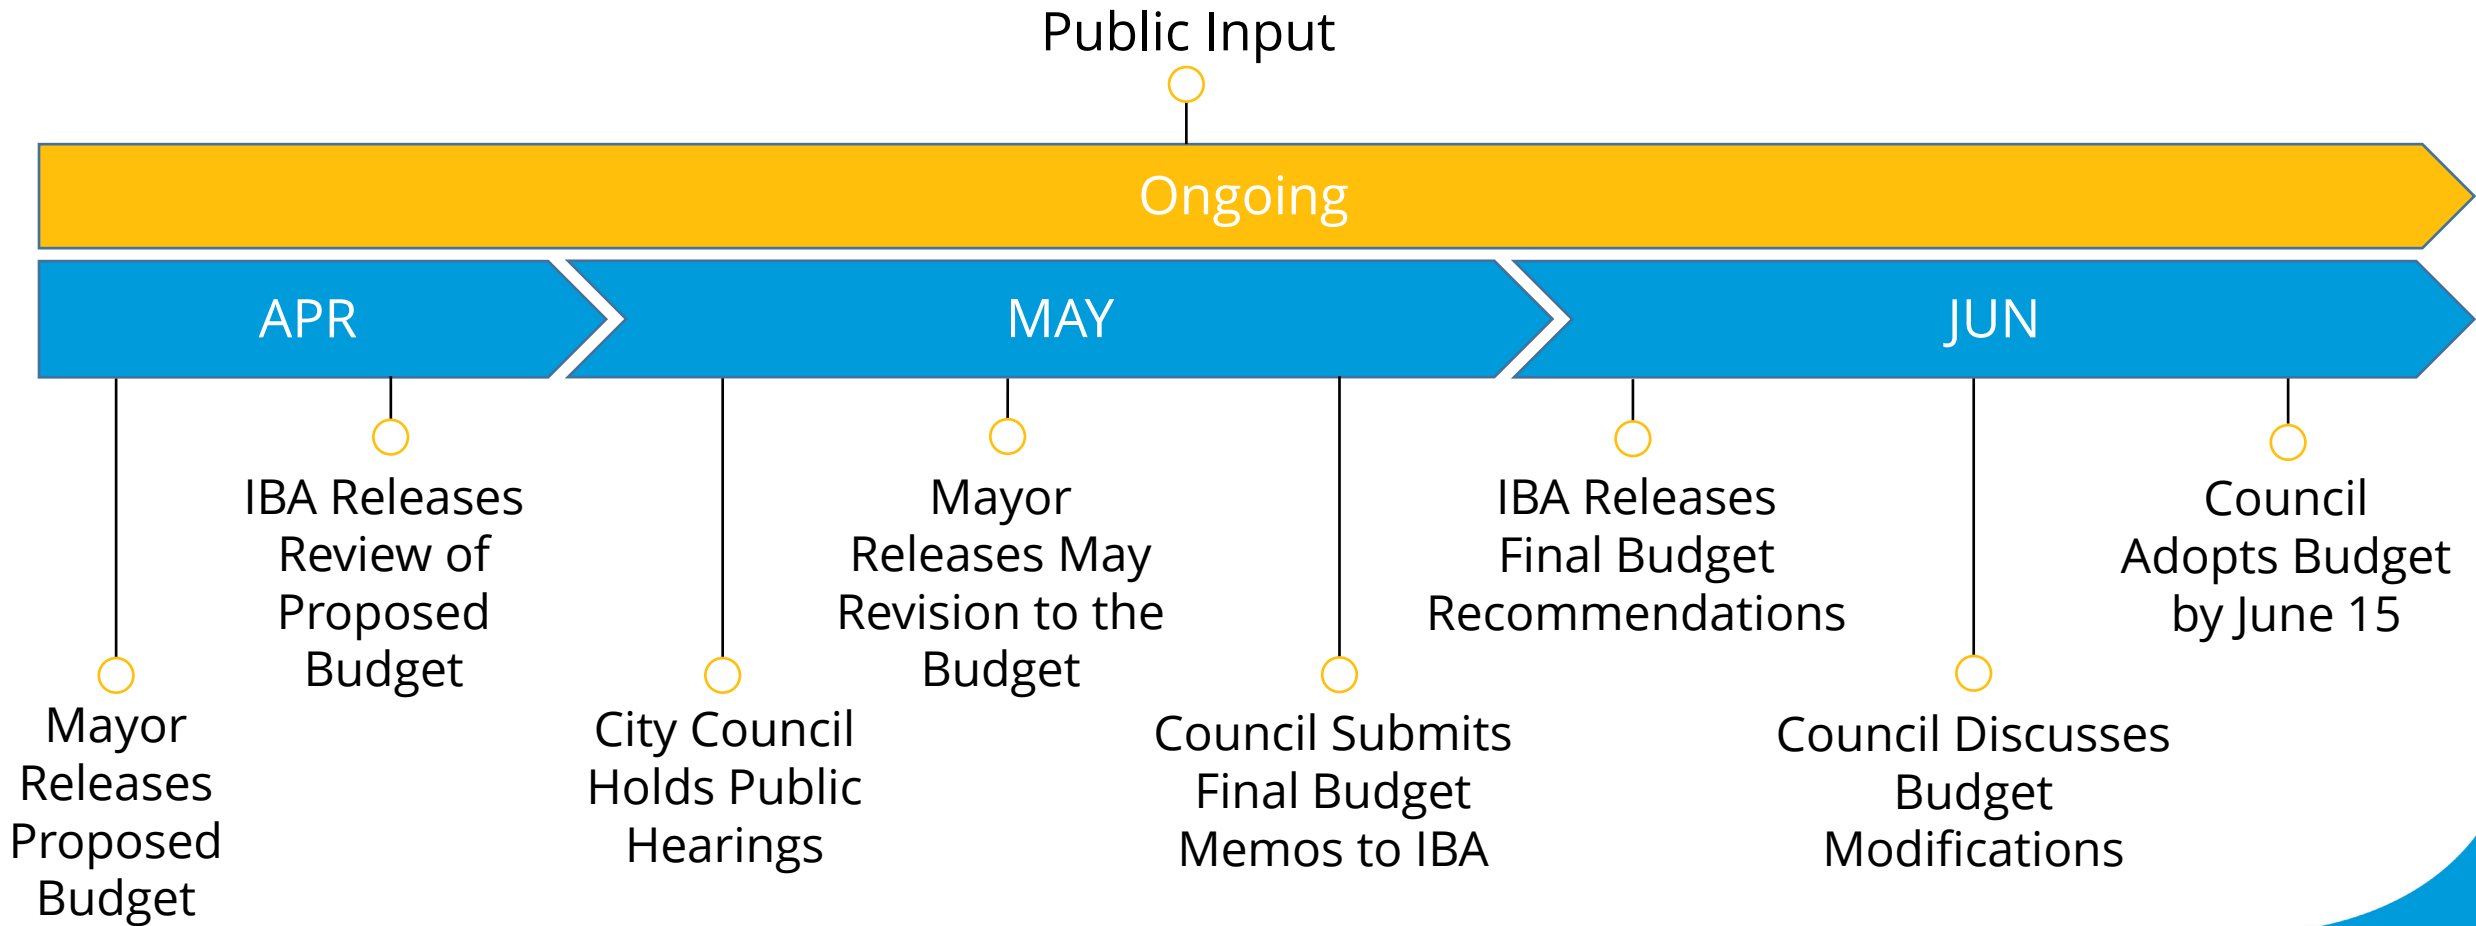 Public Input
Ongoing
APR
MAY
JUN
Mayor
Releases
Proposed
Budget
IBA Releases
Review of
Proposed
Budget
City Council
Holds Public
Hearings
Mayor
Releases May
Revision to the
Budget
Council Submits
Final Budget
Memos to IBA
IBA Releases
Final Budget
Recommendations
Council Discusses
Budget
Modifications
Council
Adopts Budget
by June 15